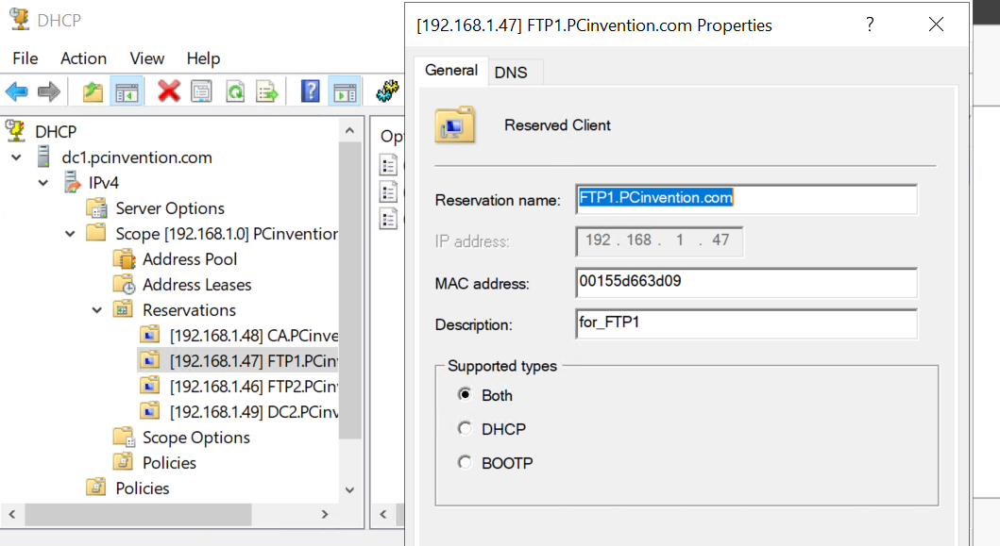 DHCP
File Action View Help
DHCP
dc1.pcinvention.com
IPv4
Server Options
Scope [192.168.1.0] PCinvention
Address Pool
Address Leases
Reservations
[192.168.1.48] CA.PCinve
[192.168.1.47] FTP1.PCin
[192.168.1.46] FTP2.PCin
[192.168.1.49] DC2.PCinv
Scope Options
Policies
Policies
Opt
[192.168.1.47] FTP1.PCinvention.com Properties
General DNS
Reserved Client
Reservation name: FTP1.PCinvention.com
IP address: 192 . 168 . 1 . 47
MAC address: 00155d663d09
Description: for_FTP1
Supported types
Both
DHCP
BOOTP